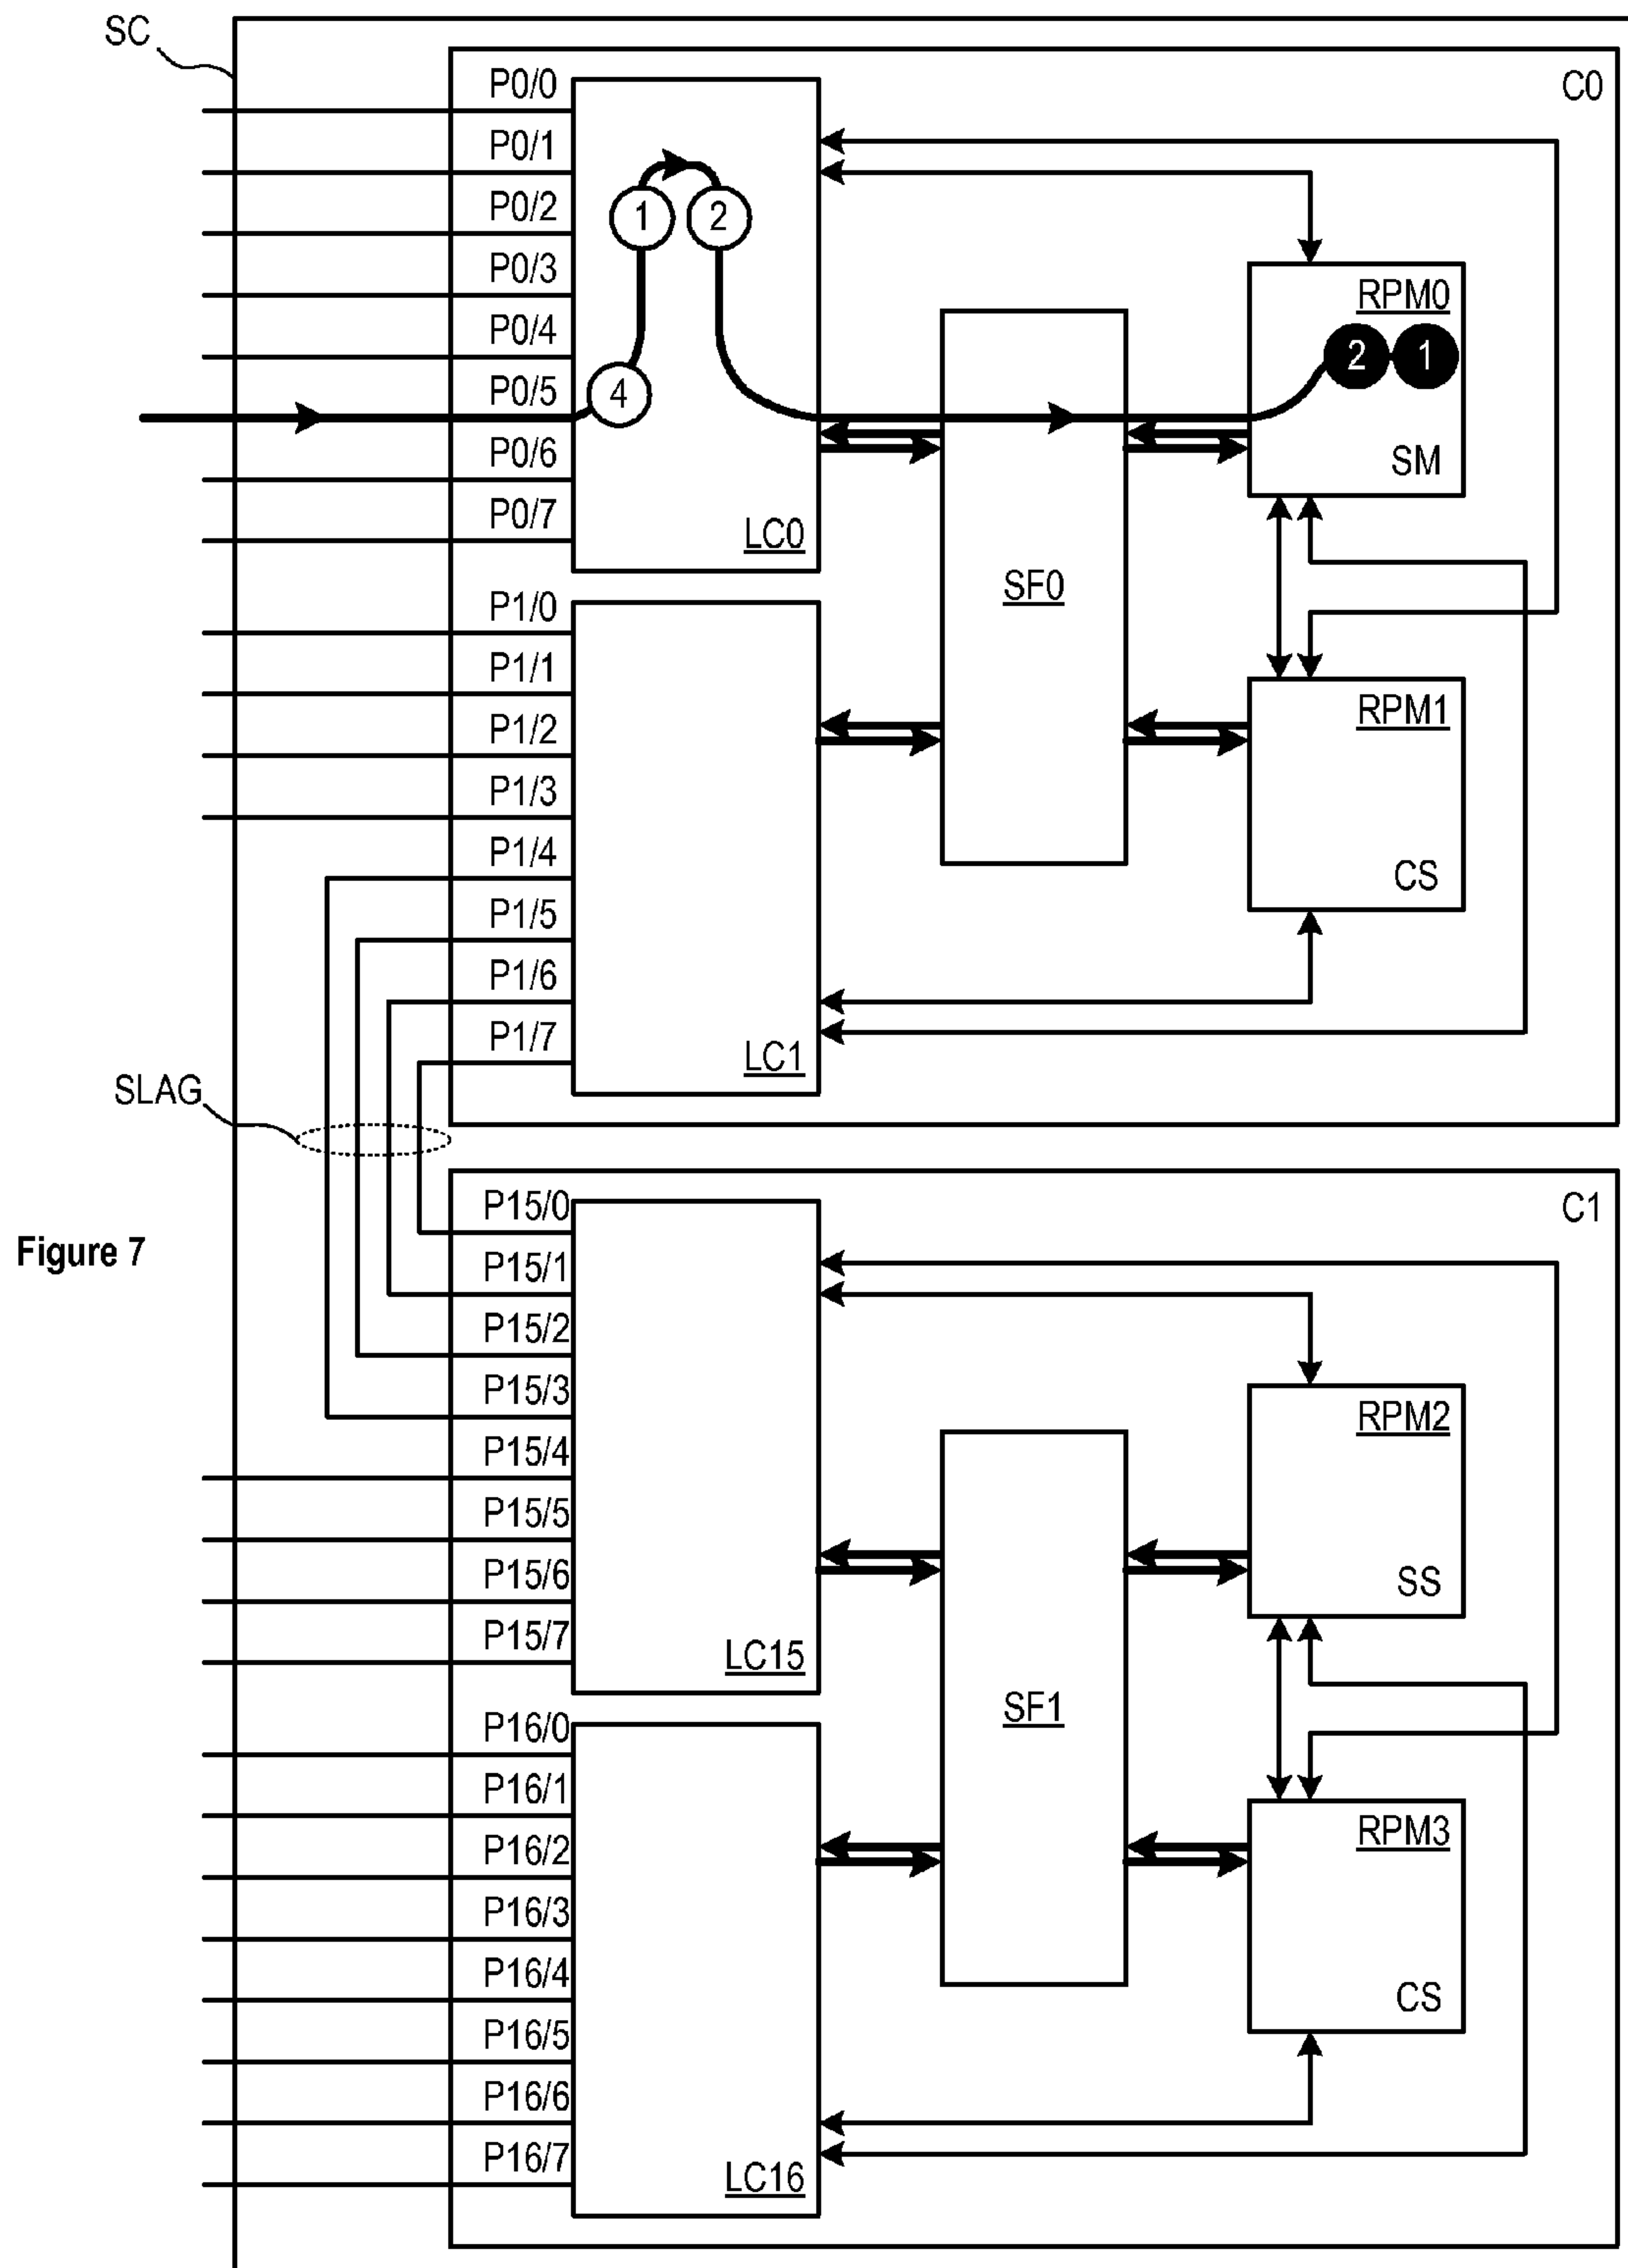 SC
C0
P0/0
P0/1
P0/2
P0/3
P0/4
P0/5
P0/6
P0/7
1
2
4
LC0
RPM0
2
1
SM
SF0
P1/0
P1/1
P1/2
P1/3
P1/4
P1/5
P1/6
P1/7
LC1
RPM1
CS
SLAG
Figure 7
C1
P15/0
P15/1
P15/2
P15/3
P15/4
P15/5
P15/6
P15/7
LC15
RPM2
SS
SF1
P16/0
P16/1
P16/2
P16/3
P16/4
P16/5
P16/6
P16/7
LC16
RPM3
CS